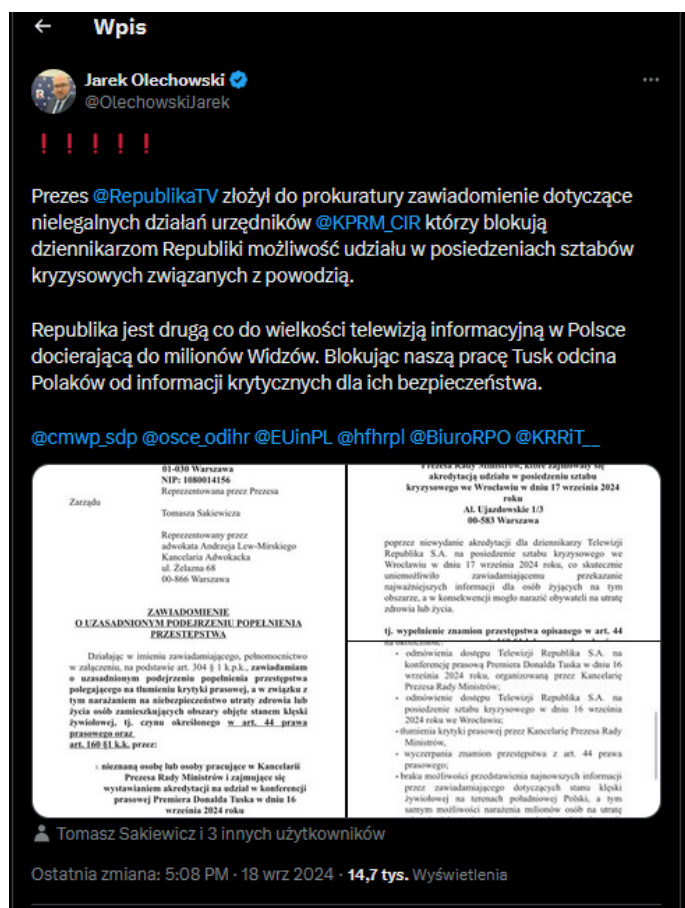 Wpis
Jarek Olechowski
@OlechowskiJarek
❗❗❗❗❗
Prezes @RepublikaTV złożył do prokuratury zawiadomienie dotyczące
nielegalnych działań urzędników @KPRM_CIR którzy blokują
dziennikarzom Republiki możliwość udziału w posiedzeniach sztabów
kryzysowych związanych z powodzią.
Republika jest drugą co do wielkości telewizją informacyjną w Polsce
docierającą do milionów Widzów. Blokując naszą pracę Tusk odcina
Polaków od informacji krytycznych dla ich bezpieczeństwa.
@cmwp_sdp @osce_odihr @EUinPL @hfhrpl @BiuroRPO @KRRiT__
01-030 Warszawa
NIP: 1080014156
Reprezentowana przez Prezesa
Zarządu
Tomasza Sakiewicza
Reprezentowany przez
adwokata Andrzeja Lew-Mirskiego
Kancelaria Adwokacka
ul. Żelazna 68
00-866 Warszawa
ZAWIADOMIENIE
O UZASADNIONYM PODEJRZENIU POPEŁNIENIA
PRZESTĘPSTWA
Działając w imieniu zawiadamiającego, pełnomocnictwo
w załączeniu, na podstawie art. 304 § 1 k.p.k., zawiadamiam
o uzasadnionym podejrzeniu popełnienia przestępstwa
polegającego na tłumieniu krytyki prasowej, a w związku z
tym narażaniem na niebezpieczeństwo utraty zdrowia lub
życia osób zamieszkujących obszary objęte stanem klęski
żywiołowej, tj. czynu określonego w art. 44 prawa
prasowego oraz
art. 160 §1 k.k. przez:
1. nieznaną osobę lub osoby pracujące w Kancelarii
Prezesa Rady Ministrów i zajmujące się
wystawianiem akredytacji na udział w konferencji
prasowej Premiera Donalda Tuska w dniu 16
września 2024 roku
Prezesa Rady Ministrów, które zajmowały się
akredytacją udziału w posiedzeniu sztabu
kryzysowego we Wrocławiu w dniu 17 września 2024
roku
Al. Ujazdowskie 1/3
00-583 Warszawa
poprzez niewydanie akredytacji dla dziennikarzy Telewizji
Republika S.A. na posiedzenie sztabu kryzysowego we
Wrocławiu w dniu 17 września 2024 roku, co skutecznie
uniemożliwiło zawiadamiającemu przekazanie
najważniejszych informacji dla osób żyjących na tym
obszarze, a w konsekwencji mogło narazić obywateli na utratę
zdrowia lub życia.
tj. wypełnienie znamion przestępstwa opisanego w art. 44
- odmówienia dostępu Telewizji Republika S.A. na
konferencję prasową Premiera Donalda Tuska w dniu 16
września 2024 roku, organizowaną przez Kancelarię
Prezesa Rady Ministrów;
- odmówienie dostępu Telewizji Republika S.A. na
posiedzenie sztabu kryzysowego w dniu 16 września
2024 roku we Wrocławiu;
- tłumienia krytyki prasowej przez Kancelarię Prezesa Rady
Ministrów,
- wyczerpania znamion przestępstwa z art. 44 prawa
prasowego;
- braku możliwości przedstawienia najnowszych informacji
przez zawiadamiającego dotyczących stanu klęski
żywiołowej na terenach południowej Polski, a tym
samym możliwości narażenia milionów osób na utratę
Tomasz Sakiewicz i 3 innych użytkowników
Ostatnia zmiana: 5:08 PM · 18 wrz 2024 · 14,7 tys. Wyświetlenia